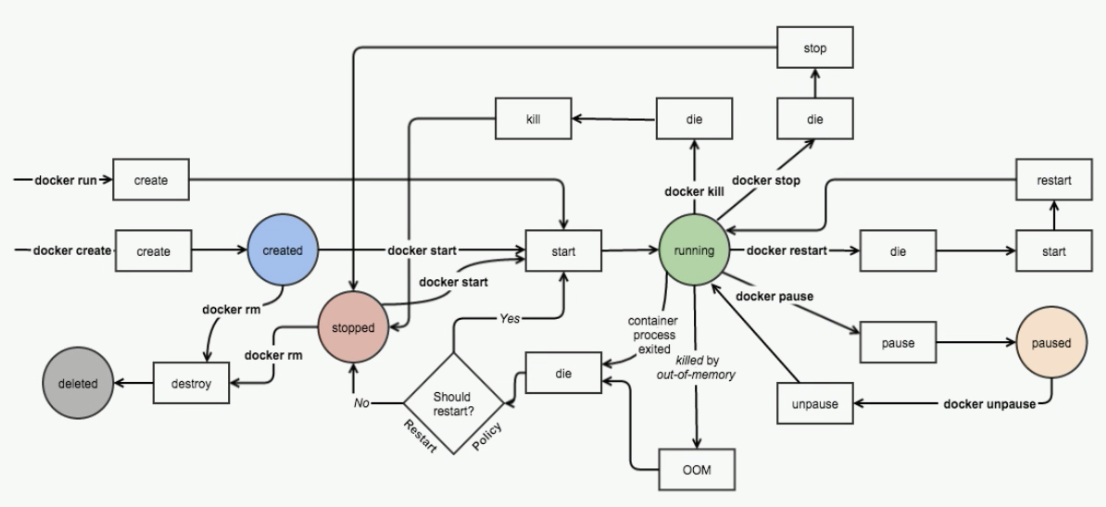 stop
kill
die
die
docker run
create
docker kill
docker stop
restart
docker create
create
created
docker start
start
running
docker restart
die
start
docker start
docker pause
docker rm
stopped
Yes
container
process
exited
pause
paused
docker rm
killed by
out-of-memory
deleted
destroy
die
Should
restart?
No
unpause
docker unpause
Restart
Policy
OOM